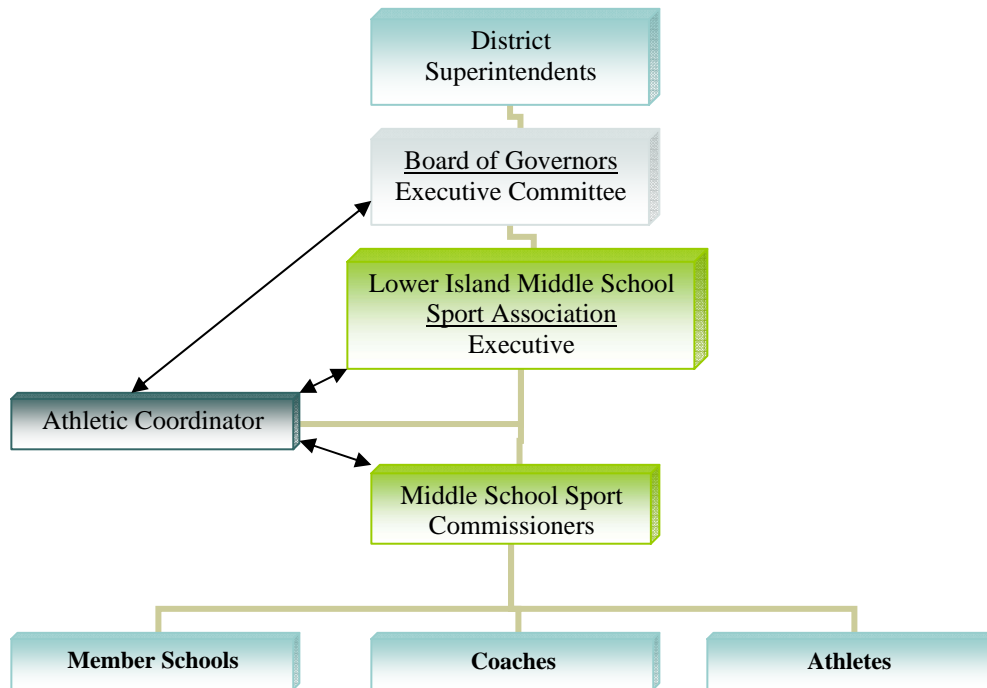 District
Superintendents
Board of Governors
Executive Committee
Lower Island Middle School
Sport Association
Executive
Athletic Coordinator
Middle School Sport
Commissioners
Member Schools
Coaches
Athletes